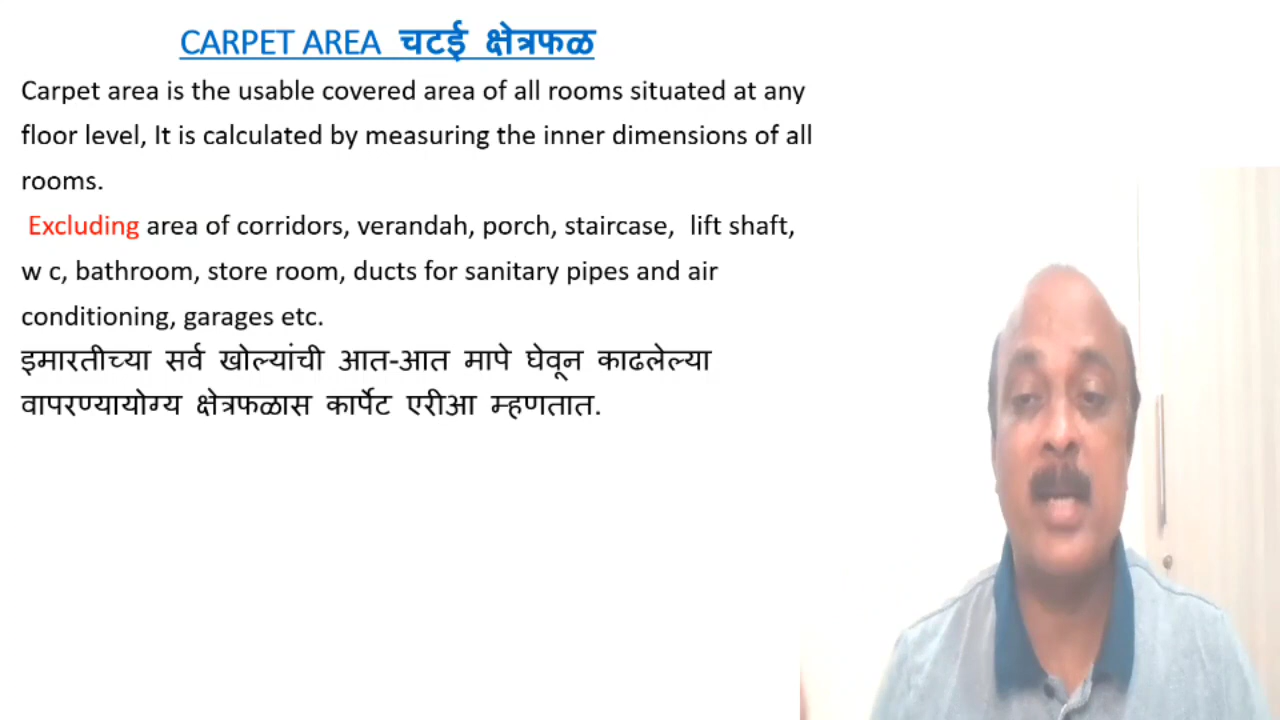 CARPET AREA चटई क्षेत्रफळ
Carpet area is the usable covered area of all rooms situated at any
floor level, It is calculated by measuring the inner dimensions of all
rooms.
Excluding area of corridors, verandah, porch, staircase, lift shaft,
w c, bathroom, store room, ducts for sanitary pipes and air
conditioning, garages etc.
इमारतीच्या सर्व खोल्यांची आत-आत मापे घेवून काढलेल्या
वापरण्यायोग्य क्षेत्रफळास कार्पेट एरीआ म्हणतात.